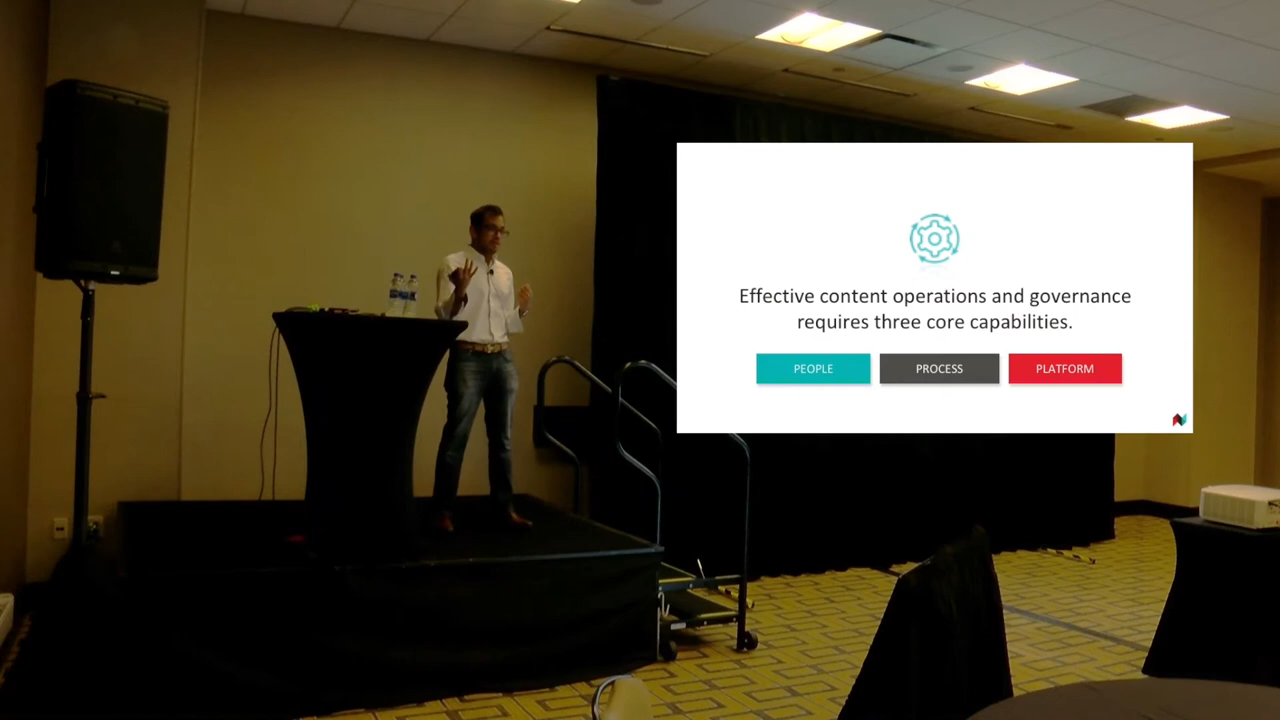 Effective content operations and governance
requires three core capabilities.
PEOPLE PROCESS PLATFORM